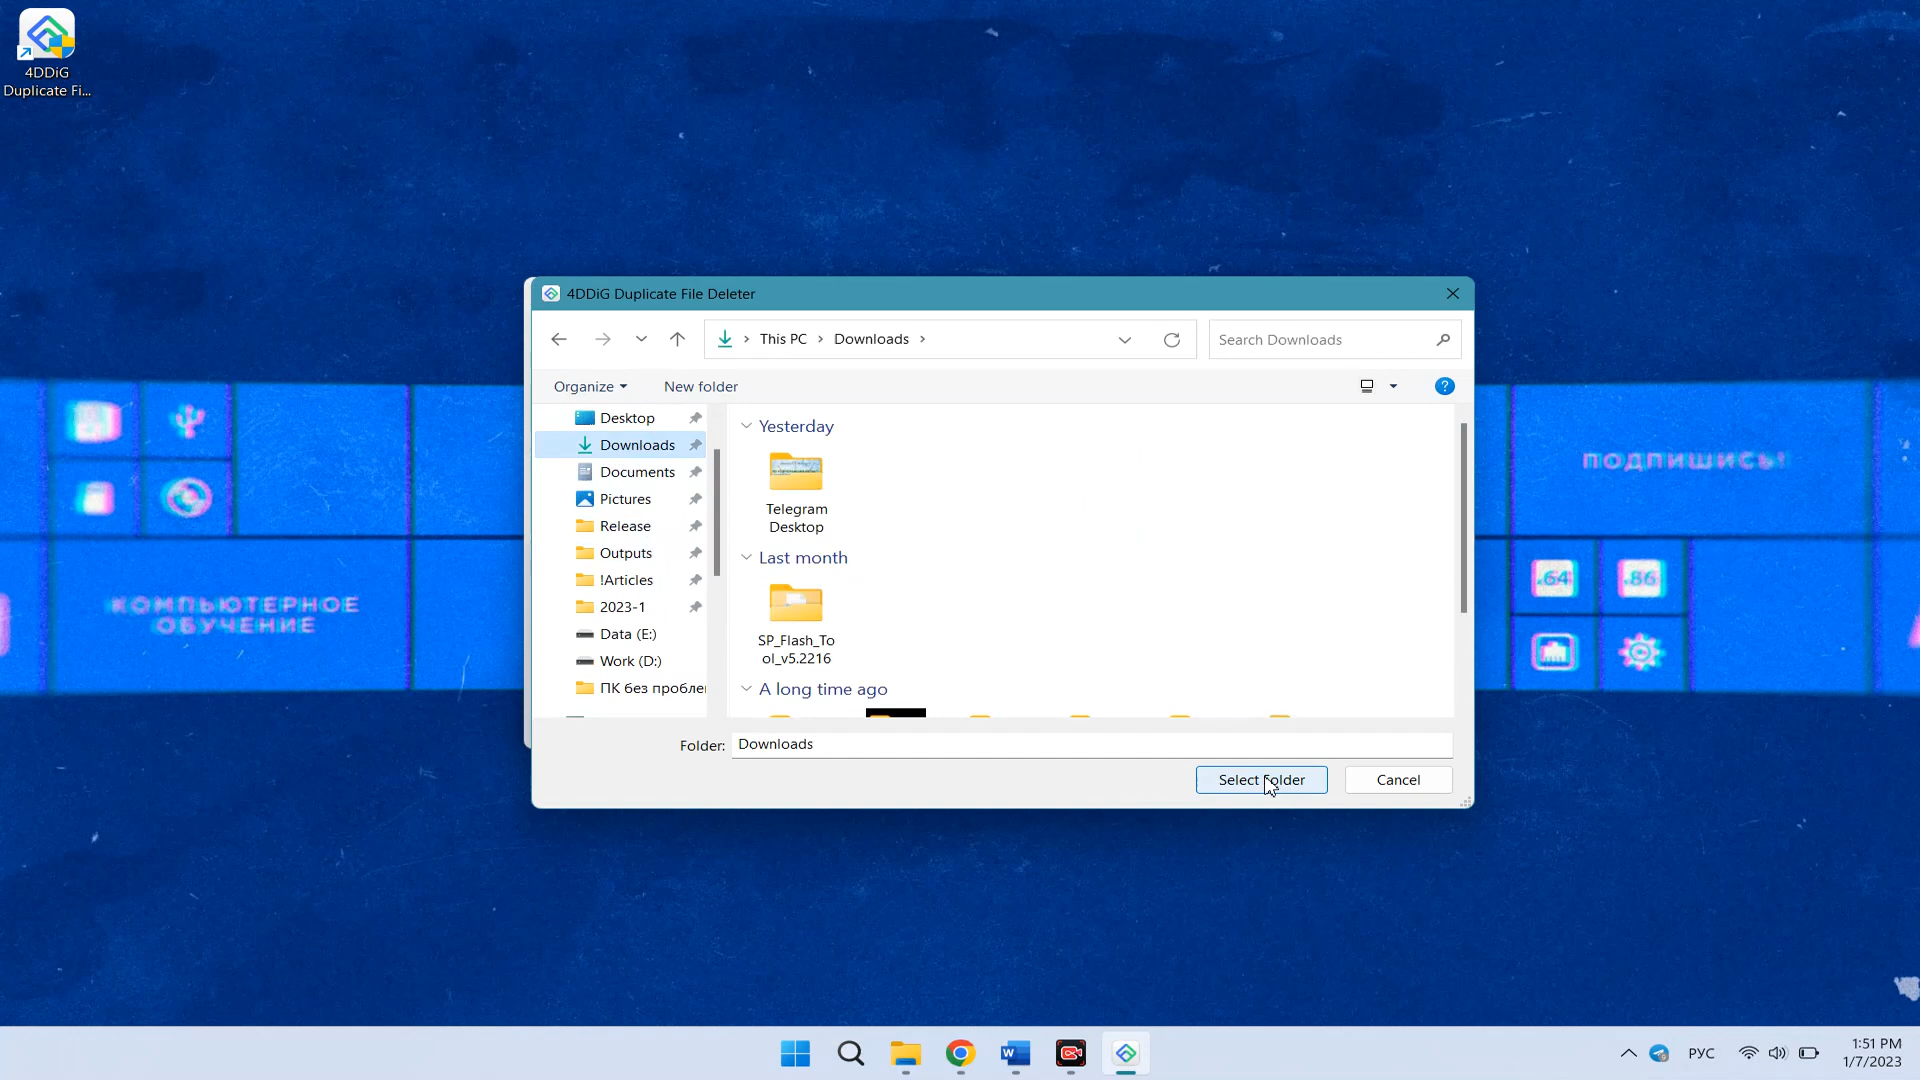 4DDiG
Duplicate Fi...
4DDiG Duplicate File Deleter
This PC
Downloads
Search Downloads
Organize
New folder
Desktop
Downloads
Documents
Pictures
Release
Outputs
!Articles
2023-1
Data (E:)
Work (D:)
ПК без пробле
Yesterday
Telegram
Desktop
Last month
SP_Flash_To
ol_v5.2216
A long time ago
Folder:
Downloads
Select Folder
Cancel
КОМПЬЮТЕРНОЕ
ОБУЧЕНИЕ
ПОДПИШИСЬ!
64
86
РУС
1:51 PM
1/7/2023